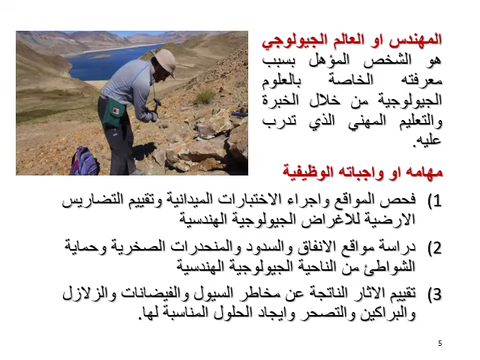 المهندس او العالم الجيولوجي
هو الشخص المؤهل بسبب
معرفته الخاصة بالعلوم
الجيولوجية من خلال الخبرة
والتعليم المهني الذي تدرب
عليه.
مهامه او واجباته الوظيفية
1) فحص المواقع واجراء الاختبارات الميدانية وتقييم التضاريس
الارضية للاغراض الجيولوجية الهندسية
2) دراسة مواقع الانفاق والسدود والمنحدرات الصخرية وحماية
الشواطئ من الناحية الجيولوجية الهندسية
3) تقييم الاثار الناتجة عن مخاطر السيول والفيضانات والزلازل
والبراكين والتصحر وايجاد الحلول المناسبة لها.
5